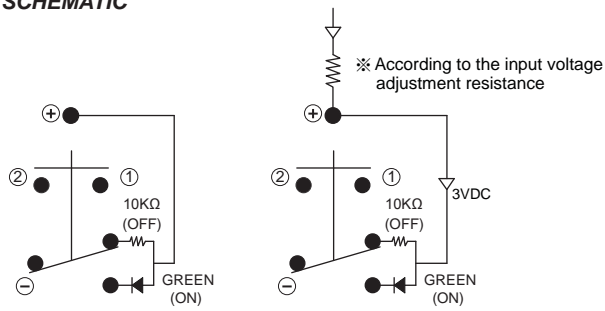 SCHEMATIC
※ According to the input voltage
adjustment resistance
⊕
② ①
10KΩ
(OFF)
⊖
GREEN
(ON)
⊕
② ①
3VDC
10KΩ
(OFF)
⊖
GREEN
(ON)